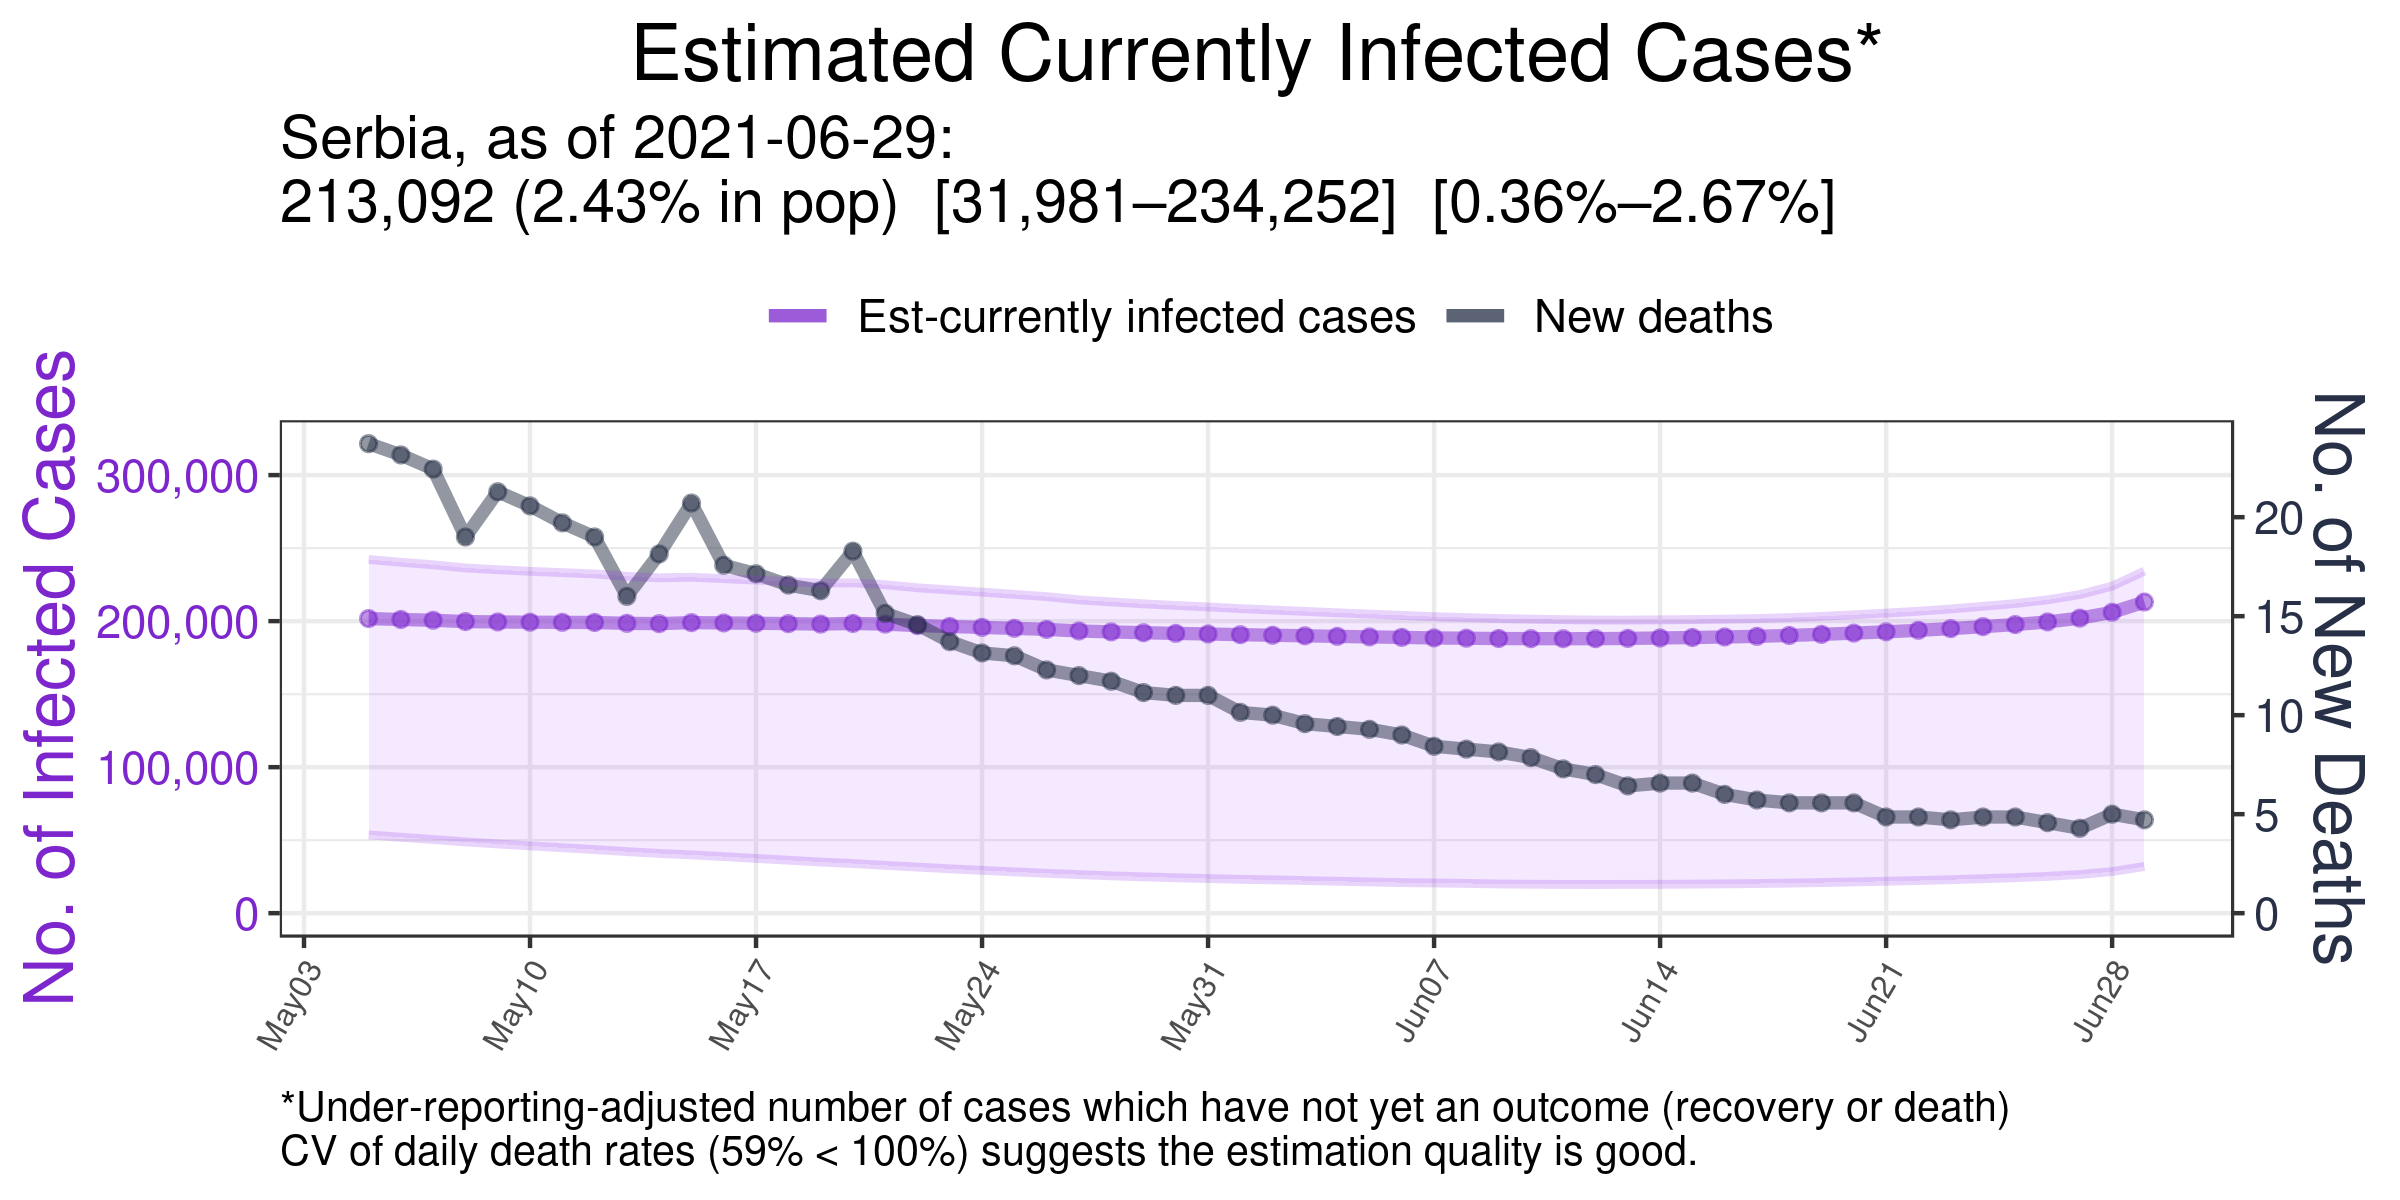 Estimated Currently Infected Cases*
Serbia, as of 2021-06-29:
213,092 (2.43% in pop)  [31,981–234,252]  [0.36%–2.67%]
Est-currently infected cases
New deaths
No. of Infected Cases
300,000
200,000
100,000
0
No. of New Deaths
20
15
10
5
0
May03
May10
May17
May24
May31
Jun07
Jun14
Jun21
Jun28
*Under-reporting-adjusted number of cases which have not yet an outcome (recovery or death)
CV of daily death rates (59% < 100%) suggests the estimation quality is good.